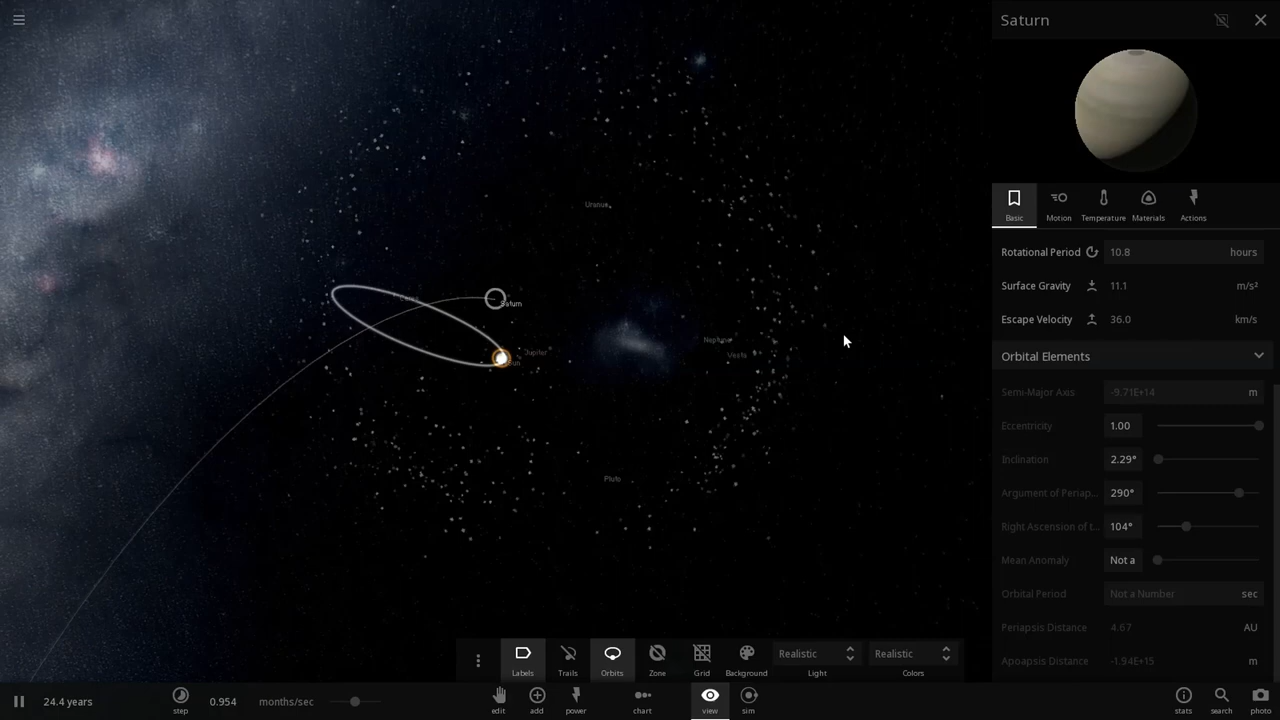 Saturn
Basic
Motion
Temperature
Materials
Actions
Rotational Period 10.8 hours
Surface Gravity 11.1 m/s²
Escape Velocity 36.0 km/s
Orbital Elements
Semi-Major Axis -9.71E+14 m
Eccentricity 1.00
Inclination 2.29°
Argument of Periap... 290°
Right Ascension of t... 104°
Mean Anomaly Not a
Orbital Period Not a Number sec
Periapsis Distance 4.67 AU
Apoapsis Distance -1.94E+15 m
Uranus
Saturn
Jupiter
Neptune
Vesta
Pluto
Labels
Trails
Orbits
Zone
Grid
Background
Realistic
Light
Realistic
Colors
24.4 years
step
0.954 months/sec
edit
add
power
chart
view
sim
stats
search
photo